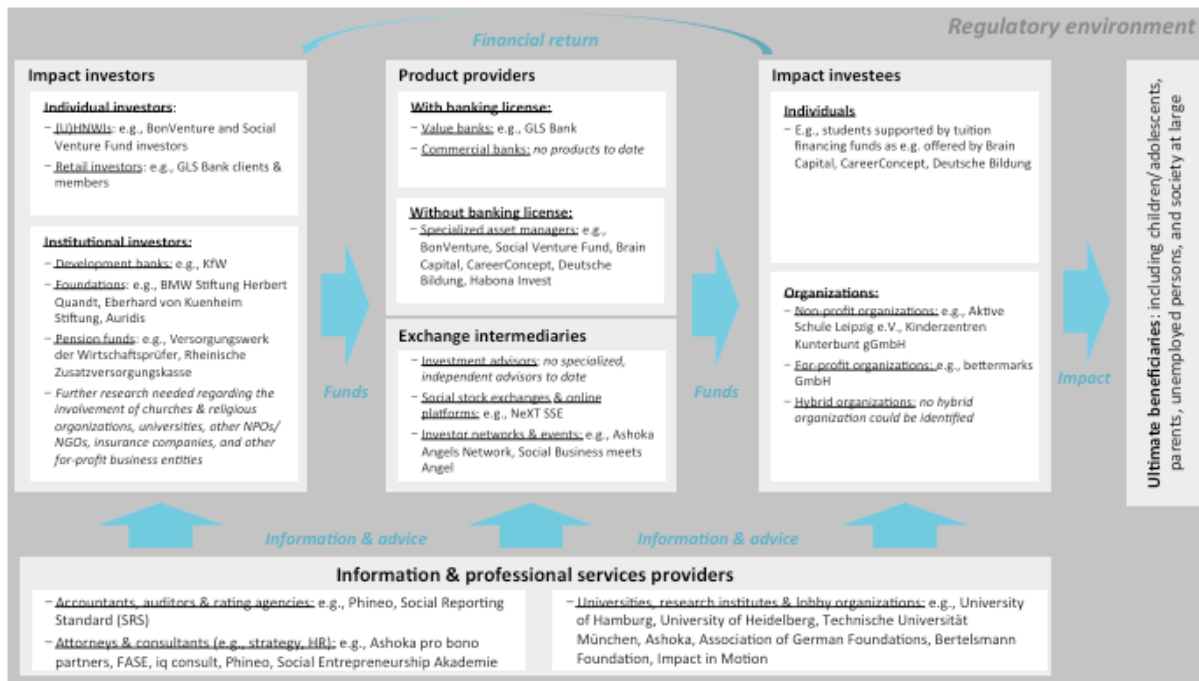 Regulatory environment
Financial return
Impact investors
Individual investors:
– (U)HNWIs: e.g., BonVenture and Social
Venture Fund investors
– Retail investors: e.g., GLS Bank clients &
members
Institutional investors:
– Development banks: e.g., KfW
– Foundations: e.g., BMW Stiftung Herbert
Quandt, Eberhard von Kuenheim
Stiftung, Auridis
– Pension funds: e.g., Versorgungswerk
der Wirtschaftsprüfer, Rheinische
Zusatzversorgungskasse
– Further research needed regarding the
involvement of churches & religious
organizations, universities, other NPOs/
NGOs, insurance companies, and other
for-profit business entities
Funds
Product providers
With banking license:
– Value banks: e.g., GLS Bank
– Commercial banks: no products to date
Without banking license:
– Specialized asset managers: e.g.,
BonVenture, Social Venture Fund, Brain
Capital, CareerConcept, Deutsche
Bildung, Habona Invest
Exchange intermediaries
– Investment advisors: no specialized,
independent advisors to date
– Social stock exchanges & online
platforms: e.g., NeXT SSE
– Investor networks & events: e.g., Ashoka
Angels Network, Social Business meets
Angel
Funds
Impact investees
Individuals
– E.g., students supported by tuition
financing funds as e.g. offered by Brain
Capital, CareerConcept, Deutsche Bildung
Organizations:
– Non-profit organizations: e.g., Aktive
Schule Leipzig e.V., Kinderzentren
Kunterbunt gGmbH
– For-profit organizations: e.g., bettermarks
GmbH
– Hybrid organizations: no hybrid
organization could be identified
Impact
Ultimate beneficiaries: including children/adolescents,
parents, unemployed persons, and society at large
Information & advice
Information & advice
Information & professional services providers
– Accountants, auditors & rating agencies: e.g., Phineo, Social Reporting
Standard (SRS)
– Attorneys & consultants (e.g., strategy, HR): e.g., Ashoka pro bono
partners, FASE, iq consult, Phineo, Social Entrepreneurship Akademie
– Universities, research institutes & lobby organizations: e.g., University
of Hamburg, University of Heidelberg, Technische Universität
München, Ashoka, Association of German Foundations, Bertelsmann
Foundation, Impact in Motion